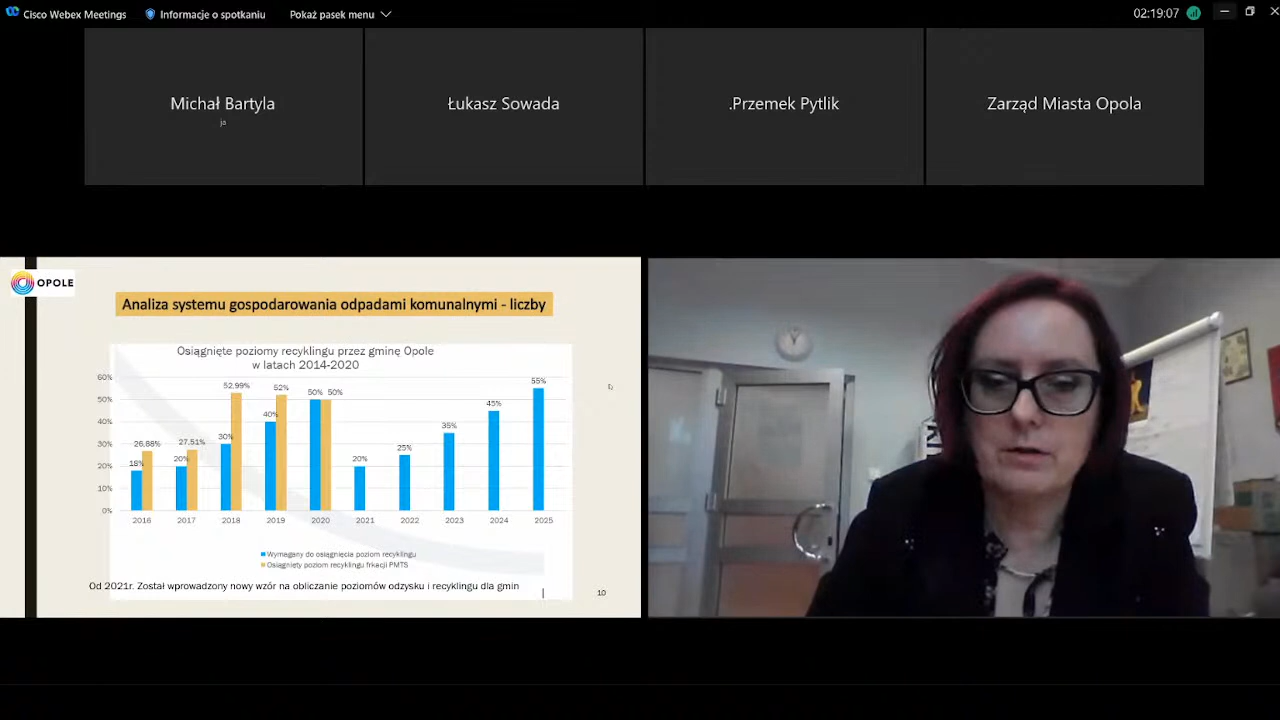 Cisco Webex Meetings
Informacje o spotkaniu
Pokaż pasek menu
02:19:07
Michał Bartyla
ja
Łukasz Sowada
.Przemek Pytlik
Zarząd Miasta Opola
OPOLE
Analiza systemu gospodarowania odpadami komunalnymi - liczby
Osiągnięte poziomy recyklingu przez gminę Opole
w latach 2014-2020
60%
50%
40%
30%
20%
10%
0%
18%
26,88%
20%
27,51%
30%
52,99%
40%
52%
50%
50%
20%
25%
35%
45%
55%
2016
2017
2018
2019
2020
2021
2022
2023
2024
2025
Wymagany do osiągnięcia poziom recyklingu
Osiągnięty poziom recyklingu frkacji PMTS
Od 2021r. Został wprowadzony nowy wzór na obliczanie poziomów odzysku i recyklingu dla gmin
10